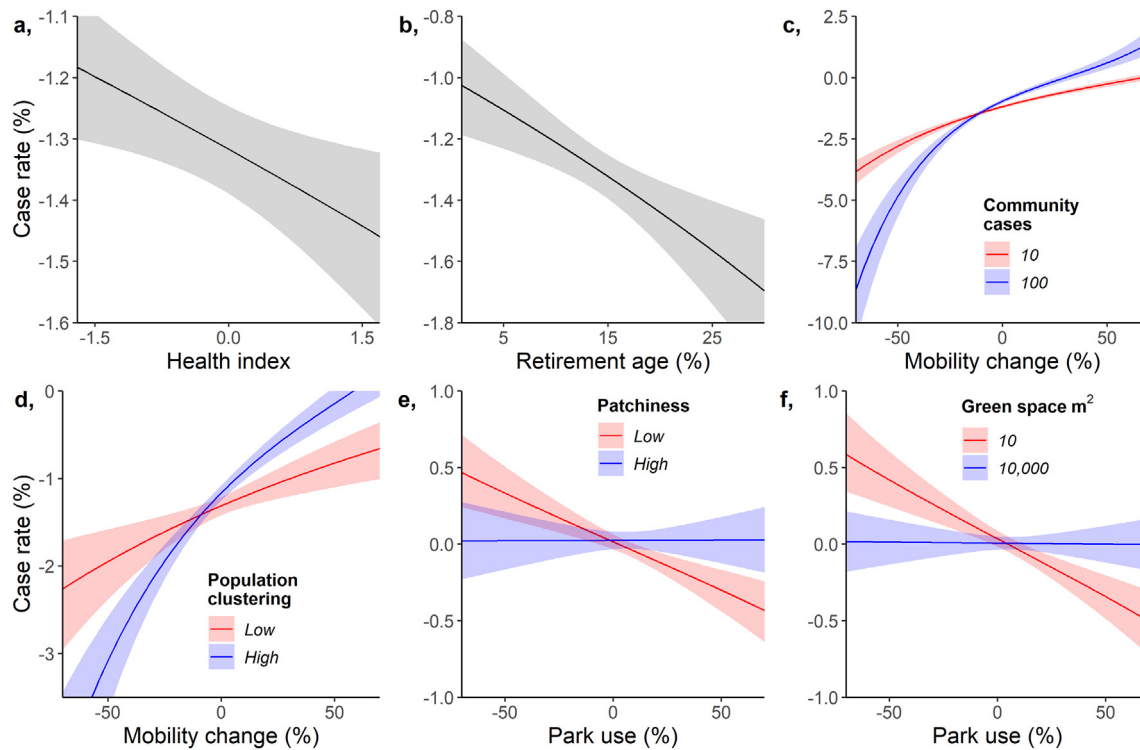 a,
-1.1
-1.2
-1.3
-1.4
-1.5
-1.6
Case rate (%)
-1.5 0.0 1.5
Health index
b,
-0.8
-1.0
-1.2
-1.4
-1.6
-1.8
5 15 25
Retirement age (%)
c,
2.5
0.0
-2.5
-5.0
-7.5
-10.0
Community
cases
10
100
-50 0 50
Mobility change (%)
d,
0
-1
-2
-3
Case rate (%)
Population
clustering
Low
High
-50 0 50
Mobility change (%)
e,
1.0
0.5
0.0
-0.5
-1.0
Patchiness
Low
High
-50 0 50
Park use (%)
f,
1.0
0.5
0.0
-0.5
-1.0
Green space m²
10
10,000
-50 0 50
Park use (%)